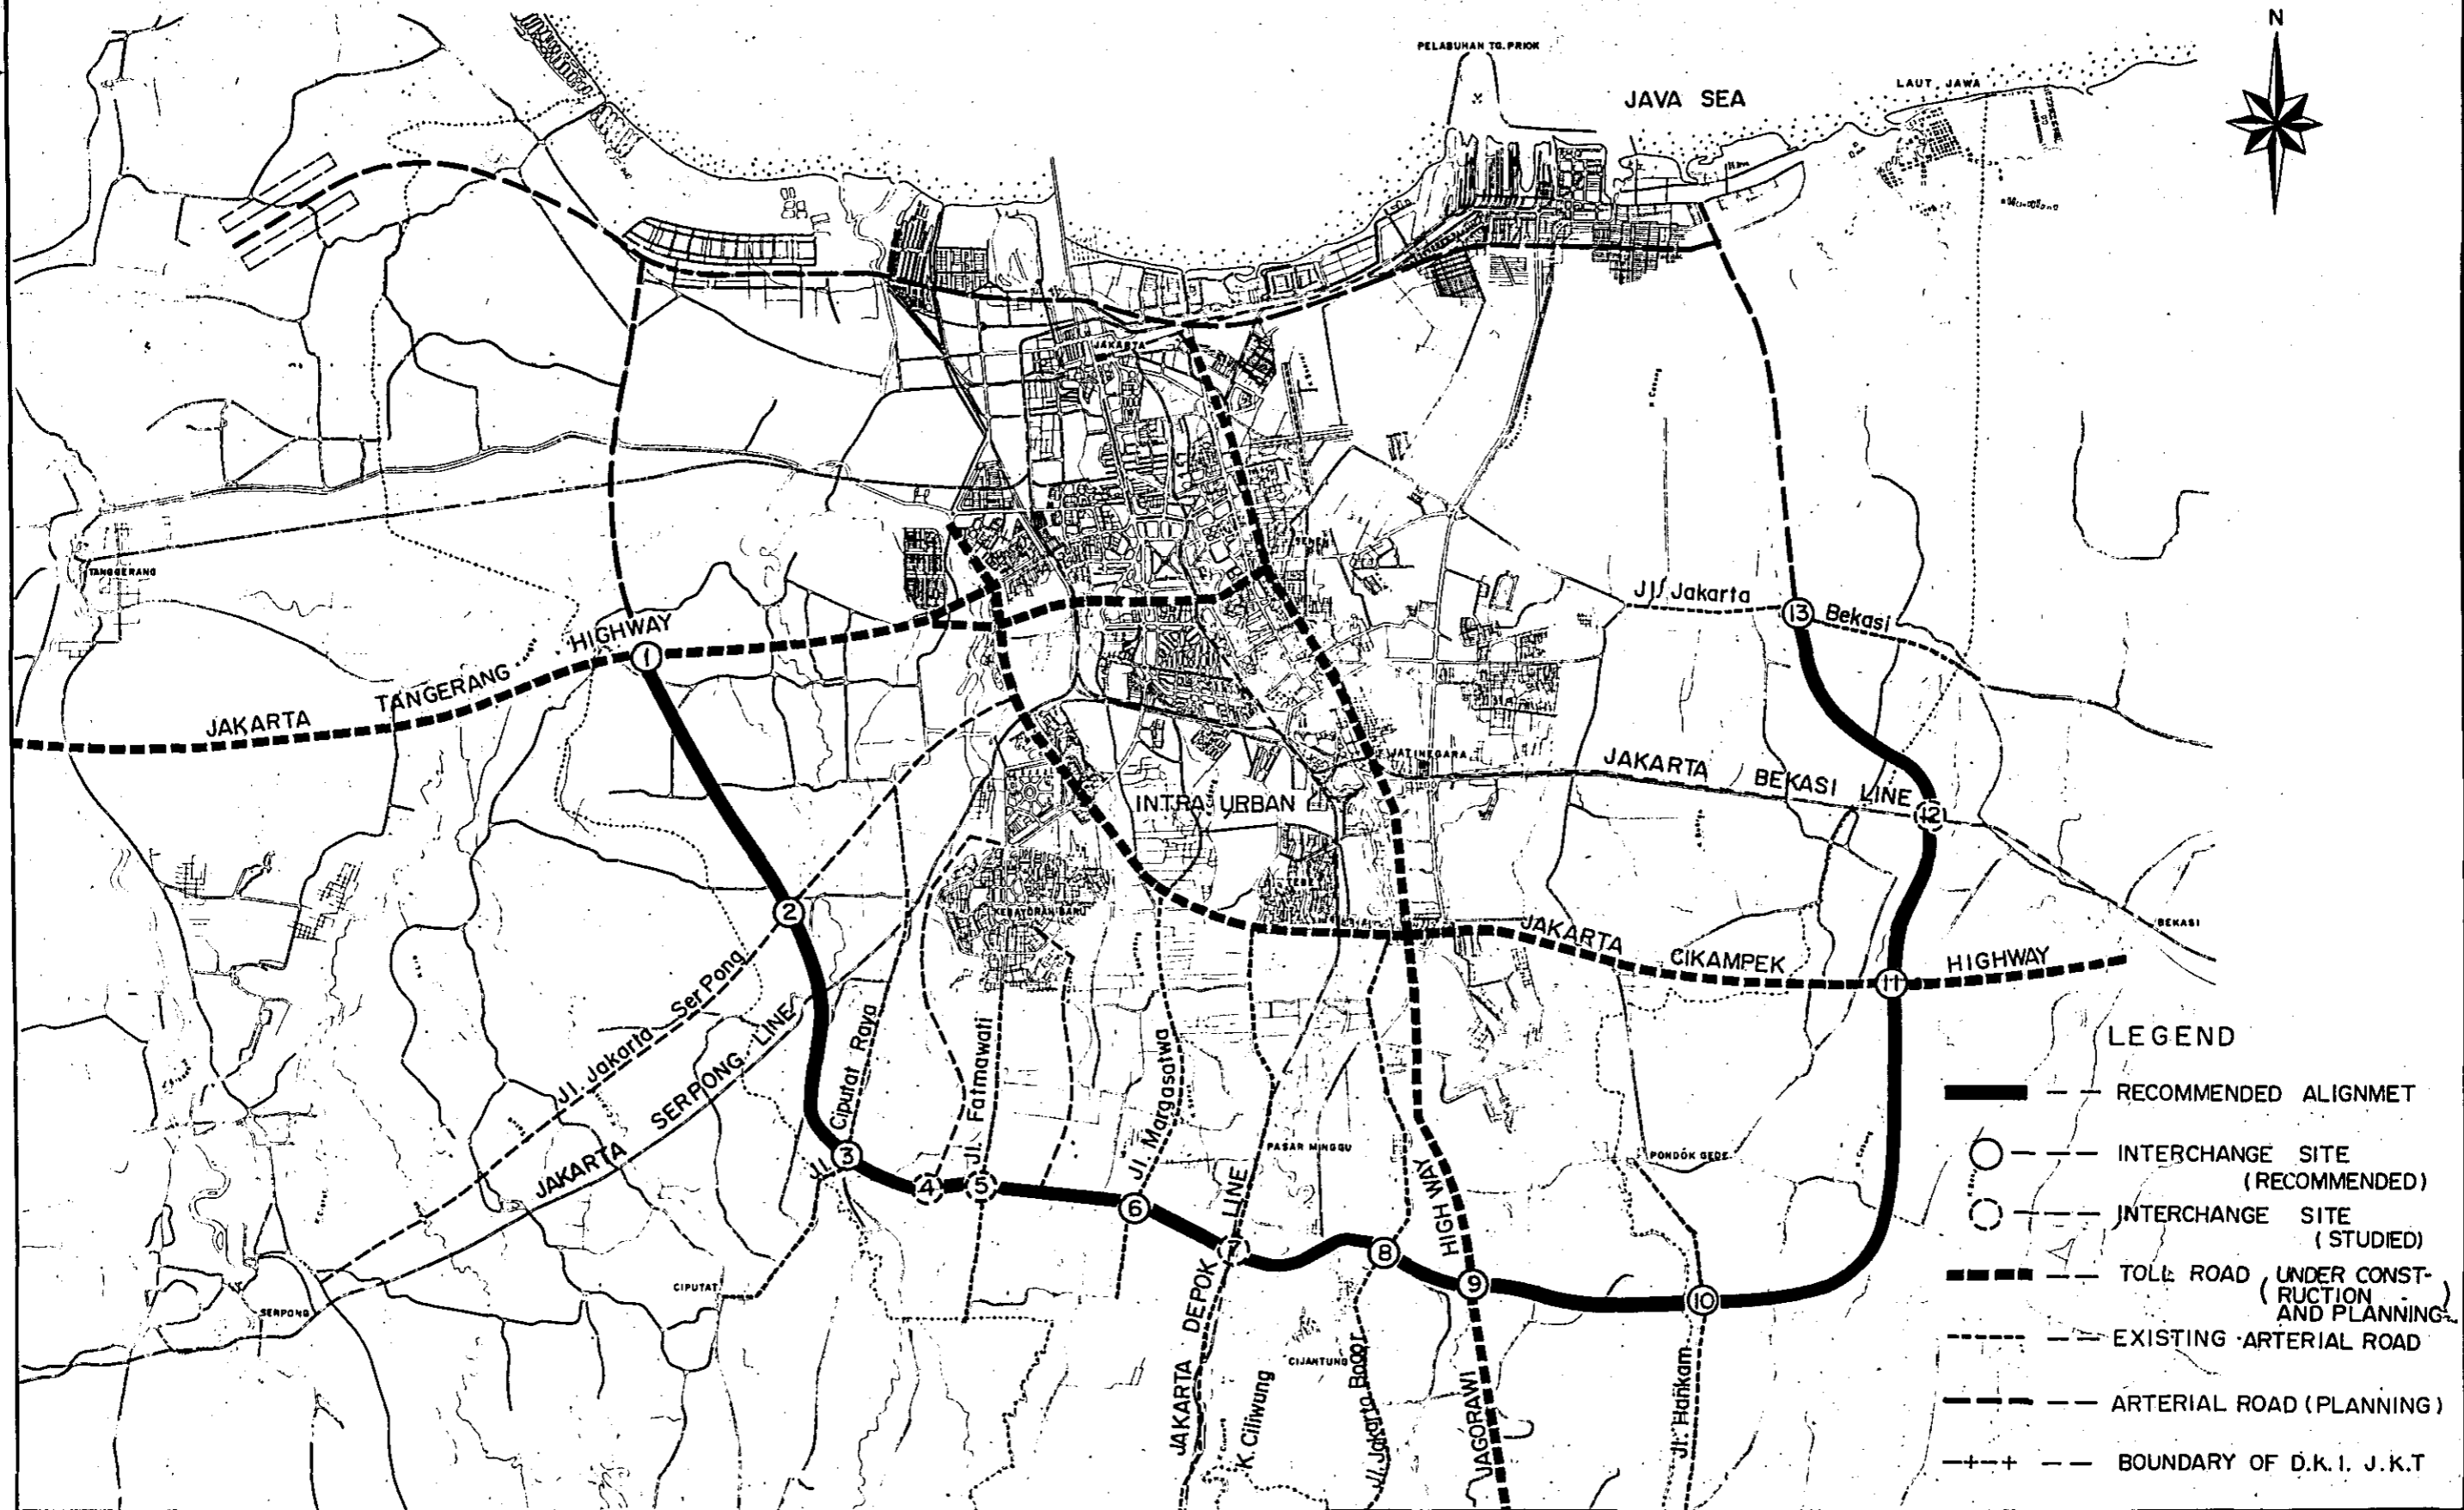 N
PELABUHAN TG. PRIOK
JAVA SEA
LAUT JAWA
JAKARTA
SENEN
TANGGERANG
Jl. Jakarta
13
Bekasi
HIGHWAY
1
TANGERANG
JAKARTA
JATINEGARA
JAKARTA
BEKASI
LINE
12
INTRA URBAN
TEBET
KEBAYORAN BARU
2
BEKASI
JAKARTA
CIKAMPEK
11
HIGHWAY
Jl. Jakarta Ser Pong
JAKARTA SERPONG LINE
Jl. Ciputat Raya
Jl. Fatmawati
Jl. Margasatwa
3
4
5
6
7
8
9
10
PASAR MINGGU
PONDOK GEDE
CIPUTAT
SERPONG
CIJANTUNG
JAKARTA DEPOK LINE
K. Ciliwung
Jl. Jakarta Bogor
JAGORAWI HIGH WAY
Jl. Hankam
LEGEND
RECOMMENDED ALIGNMET
INTERCHANGE SITE
(RECOMMENDED)
INTERCHANGE SITE
(STUDIED)
TOLL ROAD (UNDER CONST-
RUCTION
AND PLANNING)
EXISTING ARTERIAL ROAD
ARTERIAL ROAD (PLANNING)
BOUNDARY OF D.K.I. J.K.T